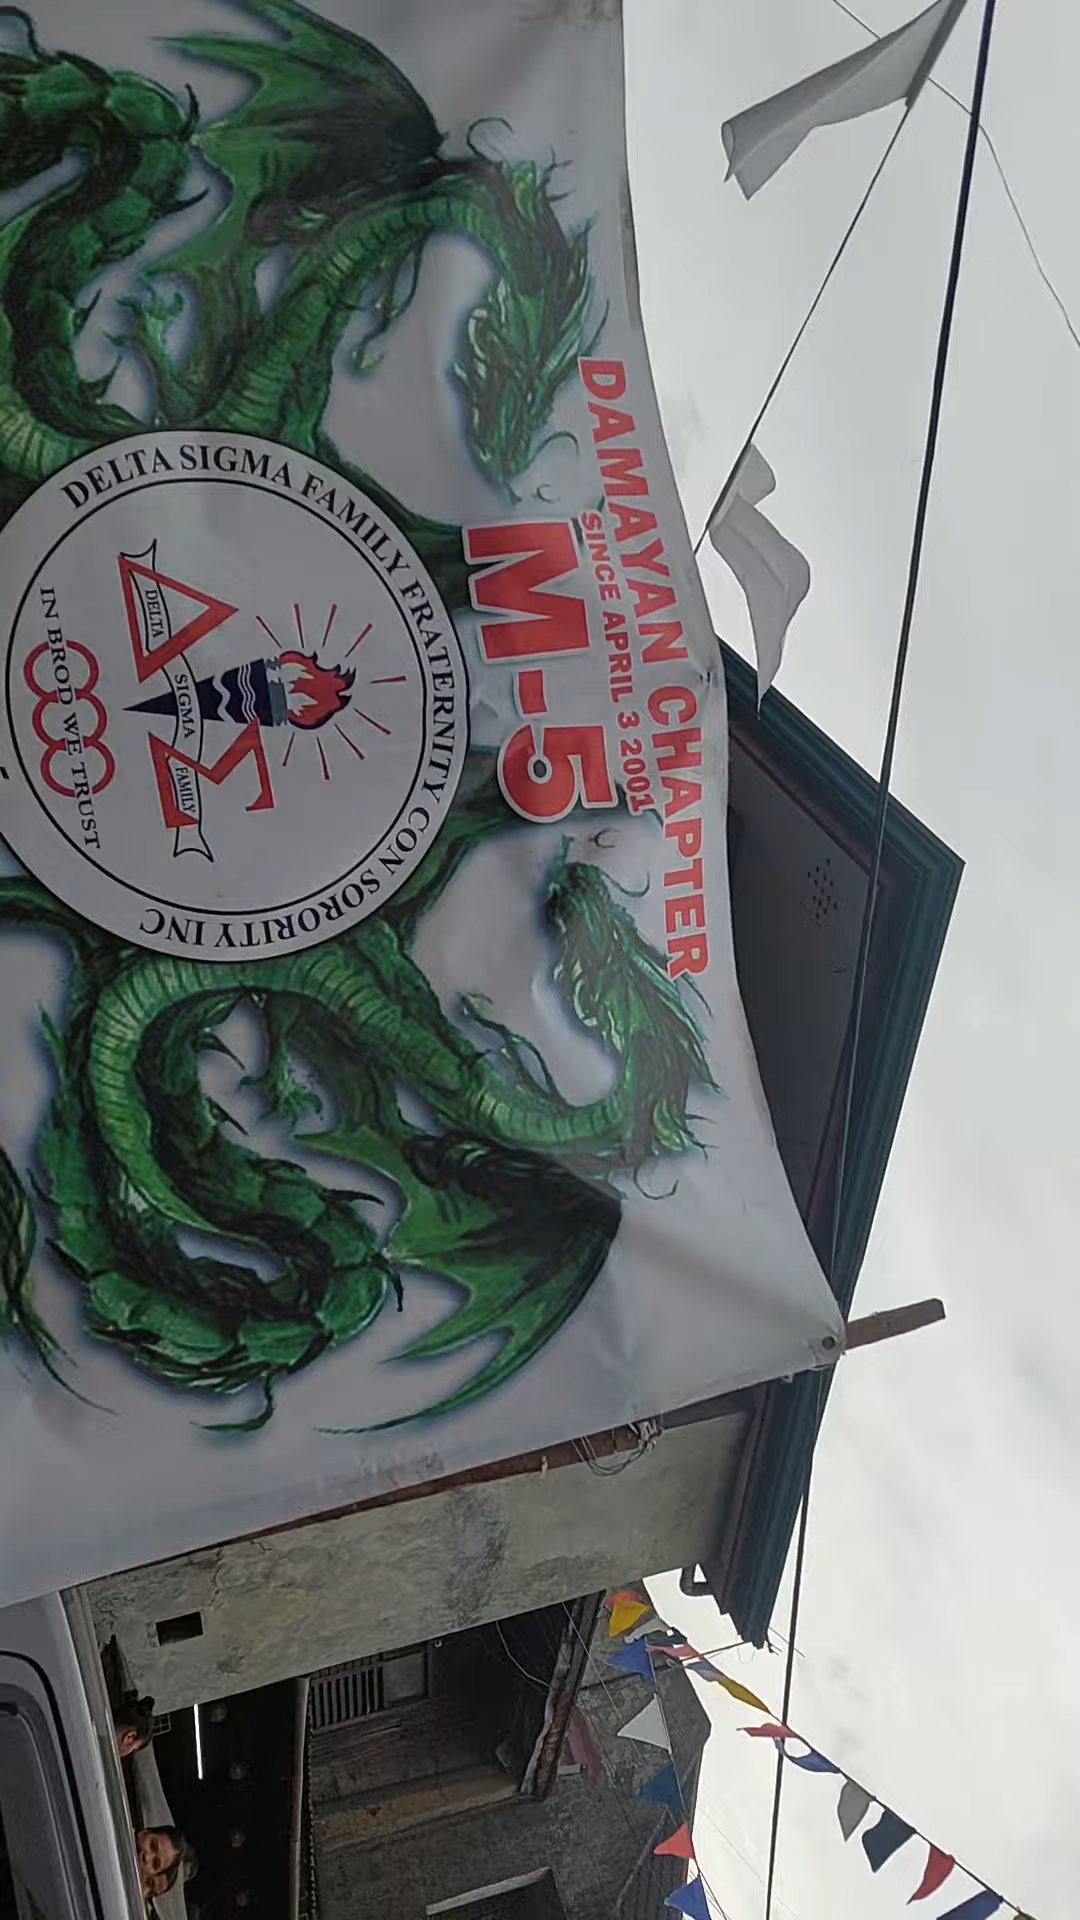 DAMAYAN CHAPTER
SINCE APRIL 3 2001
M-5
DELTA SIGMA FAMILY FRATERNITY CON SORORITY INC
DELTA SIGMA FAMILY
IN BROD WE TRUST